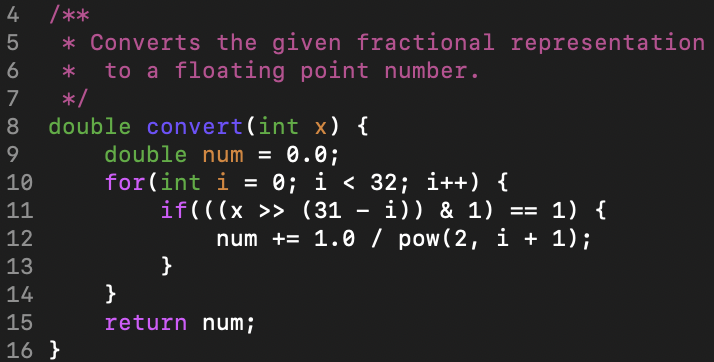 4 /**
5  * Converts the given fractional representation
6  *  to a floating point number.
7  */
8 double convert(int x) {
9     double num = 0.0;
10     for(int i = 0; i < 32; i++) {
11         if(((x >> (31 - i)) & 1) == 1) {
12             num += 1.0 / pow(2, i + 1);
13         }
14     }
15     return num;
16 }